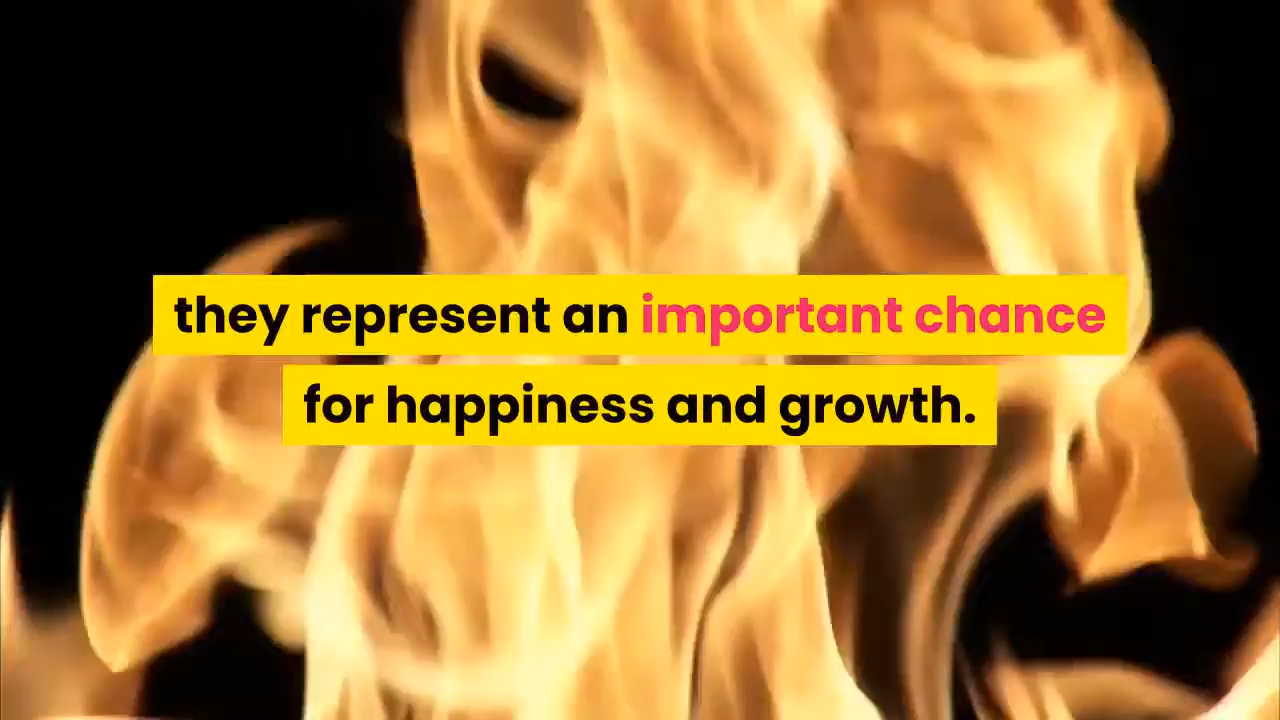 they represent an important chance
for happiness and growth.